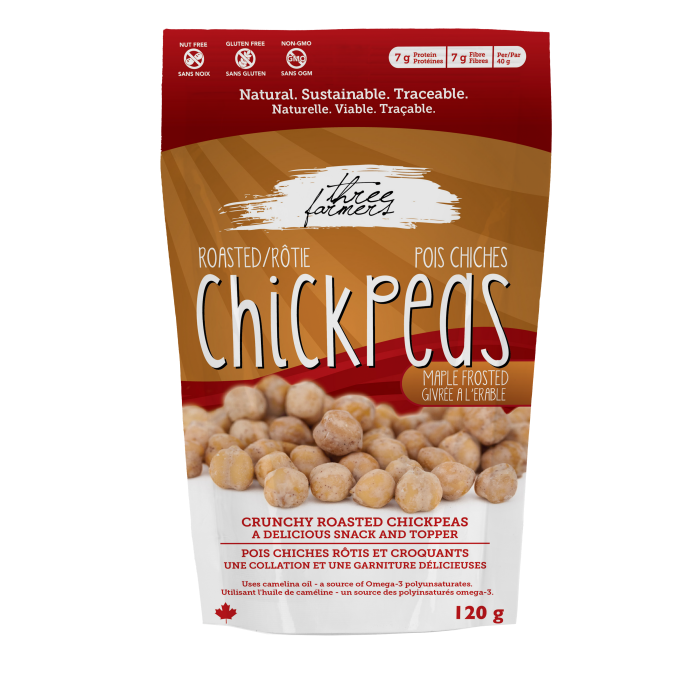 NUT FREE
SANS NOIX
GLUTEN FREE
SANS GLUTEN
NON-GMO
GMO
SANS OGM
7 g Protein Protéines
7 g Fibre Fibres
Per/Par 40 g
Natural. Sustainable. Traceable.
Naturelle. Viable. Traçable.
three
farmers
ROASTED/RÔTIE
POIS CHICHES
Chickpeas
MAPLE FROSTED
GIVRÉE A L'ERABLE
CRUNCHY ROASTED CHICKPEAS
A DELICIOUS SNACK AND TOPPER
POIS CHICHES RÔTIS ET CROQUANTS
UNE COLLATION ET UNE GARNITURE DÉLICIEUSES
Uses camelina oil - a source of Omega-3 polyunsaturates.
Utilisant l'huile de caméline - un source des polyinsaturés omega-3.
120 g